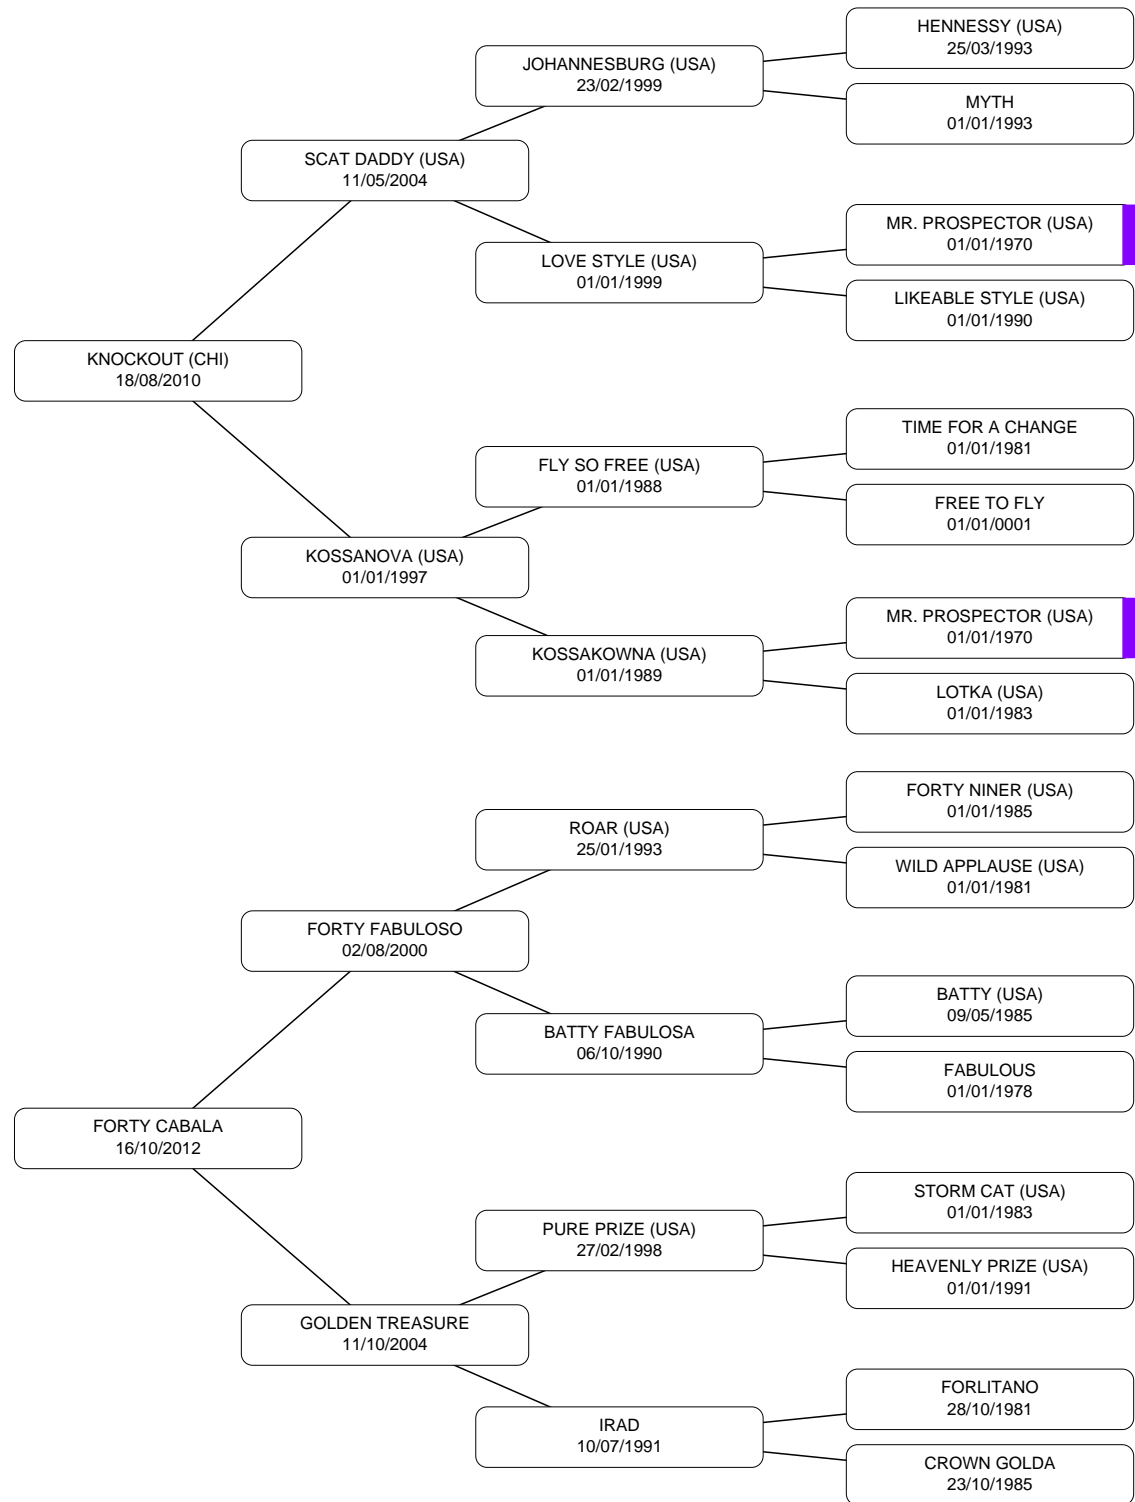 HENNESSY (USA)
25/03/1993
JOHANNESBURG (USA)
23/02/1999
MYTH
01/01/1993
SCAT DADDY (USA)
11/05/2004
MR. PROSPECTOR (USA)
01/01/1970
LOVE STYLE (USA)
01/01/1999
LIKEABLE STYLE (USA)
01/01/1990
KNOCKOUT (CHI)
18/08/2010
TIME FOR A CHANGE
01/01/1981
FLY SO FREE (USA)
01/01/1988
FREE TO FLY
01/01/0001
KOSSANOVA (USA)
01/01/1997
MR. PROSPECTOR (USA)
01/01/1970
KOSSAKOWNA (USA)
01/01/1989
LOTKA (USA)
01/01/1983
FORTY NINER (USA)
01/01/1985
ROAR (USA)
25/01/1993
WILD APPLAUSE (USA)
01/01/1981
FORTY FABULOSO
02/08/2000
BATTY (USA)
09/05/1985
BATTY FABULOSA
06/10/1990
FABULOUS
01/01/1978
FORTY CABALA
16/10/2012
STORM CAT (USA)
01/01/1983
PURE PRIZE (USA)
27/02/1998
HEAVENLY PRIZE (USA)
01/01/1991
GOLDEN TREASURE
11/10/2004
FORLITANO
28/10/1981
IRAD
10/07/1991
CROWN GOLDA
23/10/1985